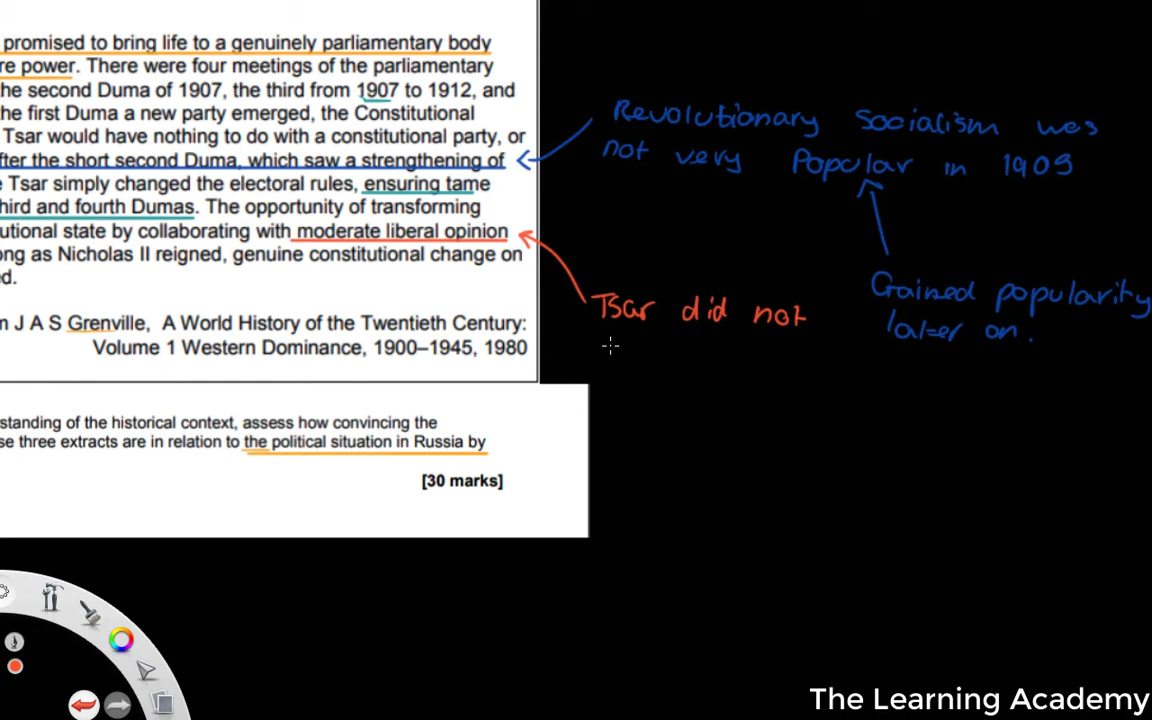 promised to bring life to a genuinely parliamentary body
re power. There were four meetings of the parliamentary
he second Duma of 1907, the third from 1907 to 1912, and
he first Duma a new party emerged, the Constitutional
Tsar would have nothing to do with a constitutional party, or
fter the short second Duma, which saw a strengthening of
e Tsar simply changed the electoral rules, ensuring tame
hird and fourth Dumas. The opportunity of transforming
utional state by collaborating with moderate liberal opinion
ong as Nicholas II reigned, genuine constitutional change on
ed.
m J A S Grenville, A World History of the Twentieth Century:
Volume 1 Western Dominance, 1900–1945, 1980
rstanding of the historical context, assess how convincing the
se three extracts are in relation to the political situation in Russia by
[30 marks]
Revolutionary Socialism was
not very Popular in 1909
Gained popularity
later on.
Tsar did not
The Learning Academy